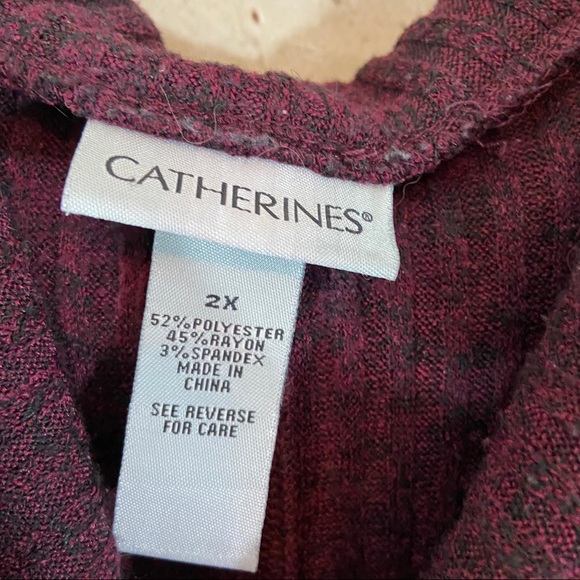 CATHERINES®
2X
52%POLYESTER
45%RAYON
3%SPANDEX
MADE IN
CHINA
SEE REVERSE
FOR CARE